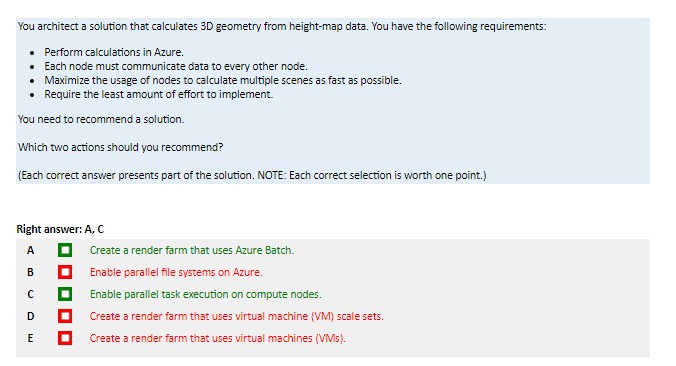 You architect a solution that calculates 3D geometry from height-map data. You have the following requirements:
• Perform calculations in Azure.
• Each node must communicate data to every other node.
• Maximize the usage of nodes to calculate multiple scenes as fast as possible.
• Require the least amount of effort to implement.
You need to recommend a solution.
Which two actions should you recommend?
(Each correct answer presents part of the solution. NOTE: Each correct selection is worth one point.)
Right answer: A, C
A Create a render farm that uses Azure Batch.
B Enable parallel file systems on Azure.
C Enable parallel task execution on compute nodes.
D Create a render farm that uses virtual machine (VM) scale sets.
E Create a render farm that uses virtual machines (VMs).